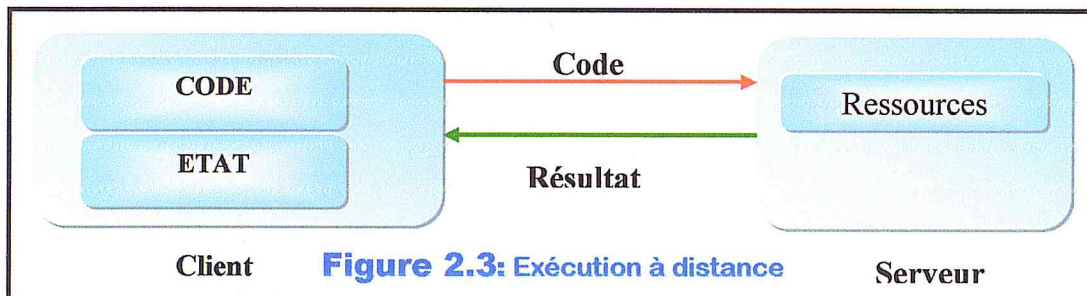 CODE
ETAT
Code
Résultat
Ressources
Client
Serveur
Figure 2.3: Exécution à distance